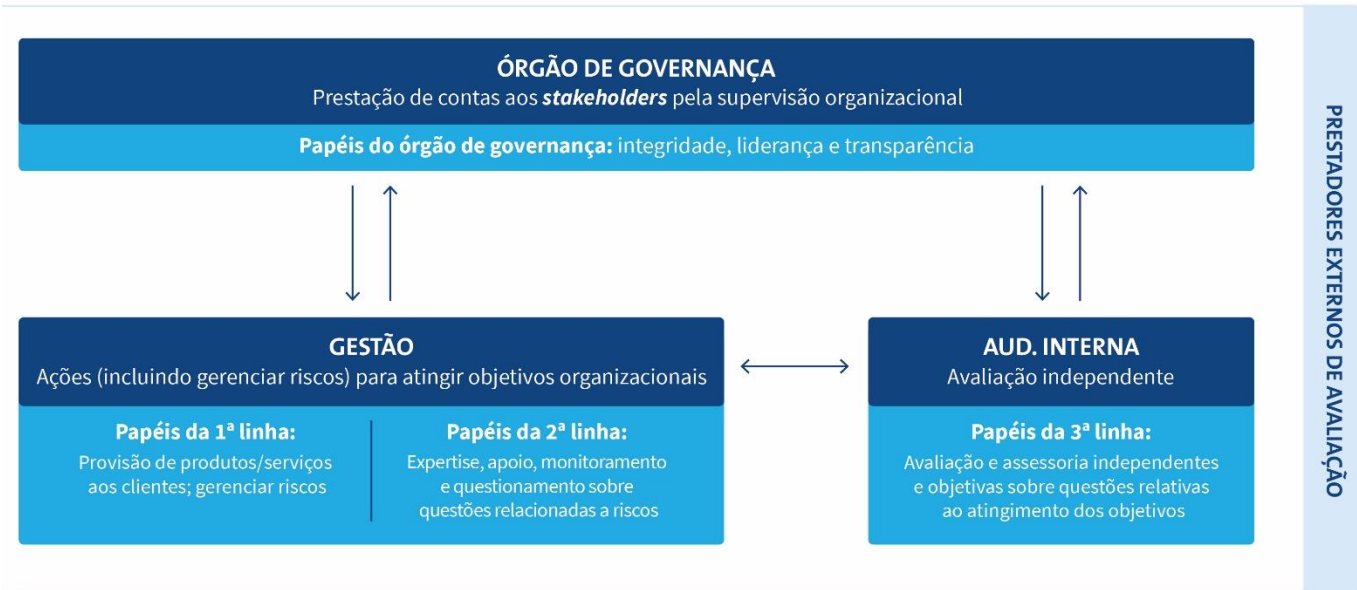 ÓRGÃO DE GOVERNANÇA
Prestação de contas aos stakeholders pela supervisão organizacional
Papéis do órgão de governança: integridade, liderança e transparência
GESTÃO
Ações (incluindo gerenciar riscos) para atingir objetivos organizacionais
Papéis da 1ª linha:
Provisão de produtos/serviços
aos clientes; gerenciar riscos
Papéis da 2ª linha:
Expertise, apoio, monitoramento
e questionamento sobre
questões relacionadas a riscos
AUD. INTERNA
Avaliação independente
Papéis da 3ª linha:
Avaliação e assessoria independentes
e objetivas sobre questões relativas
ao atingimento dos objetivos
PRESTADORES EXTERNOS DE AVALIAÇÃO